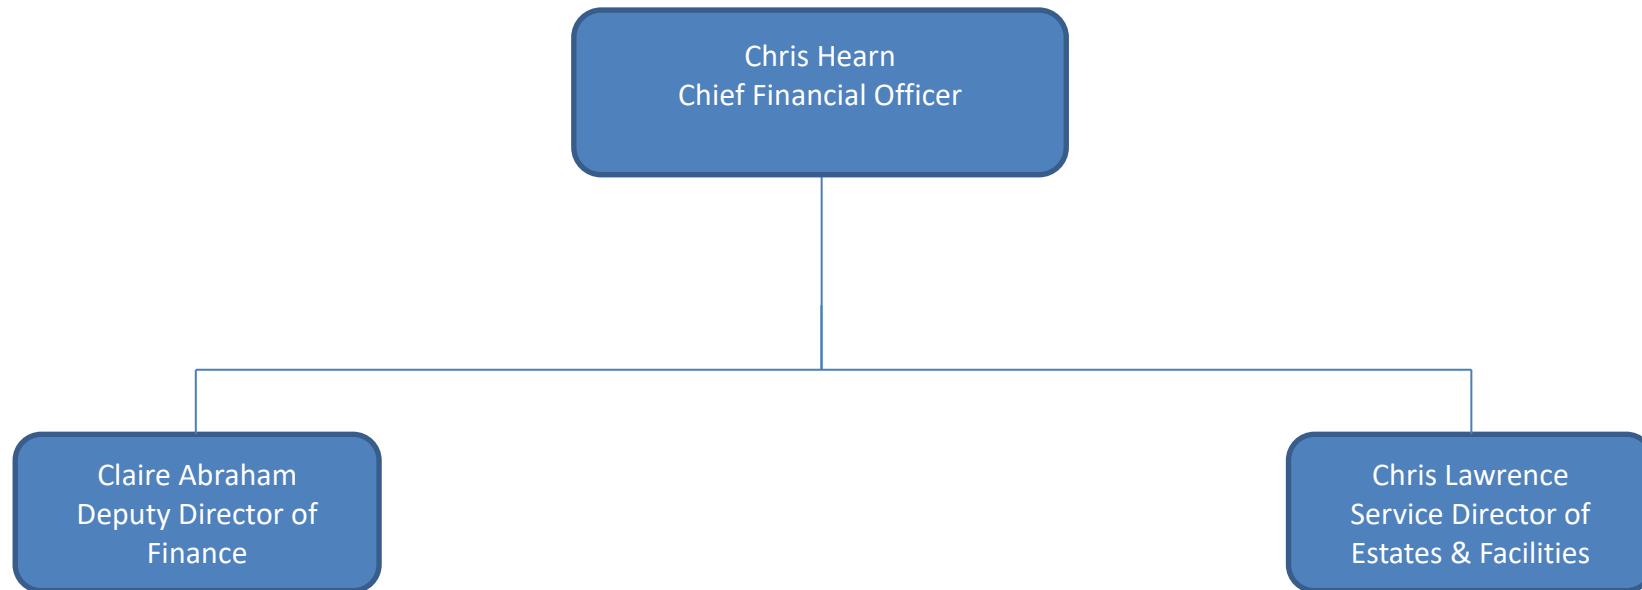 Chris Hearn
Chief Financial Officer
Claire Abraham
Deputy Director of
Finance
Chris Lawrence
Service Director of
Estates & Facilities